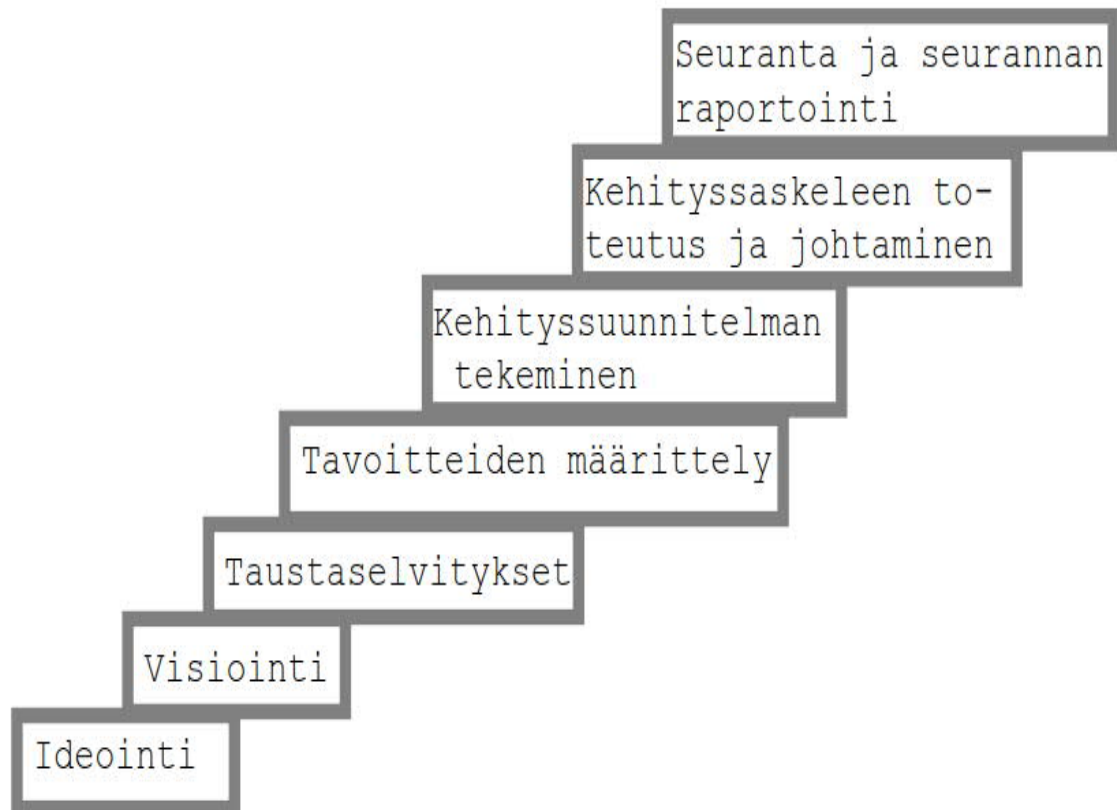 Seuranta ja seurannan
raportointi
Kehityssaskeleen to-
teutus ja johtaminen
Kehityssuunnitelman
tekeminen
Tavoitteiden määrittely
Taustaselvitykset
Visiointi
Ideointi